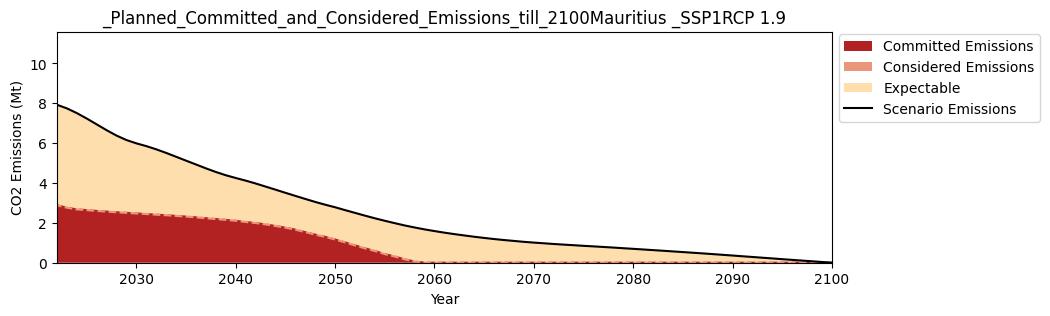 _Planned_Committed_and_Considered_Emissions_till_2100Mauritius _SSP1RCP 1.9
Committed Emissions
Considered Emissions
Expectable
Scenario Emissions
CO2 Emissions (Mt)
10
8
6
4
2
0
2030 2040 2050 2060 2070 2080 2090 2100
Year